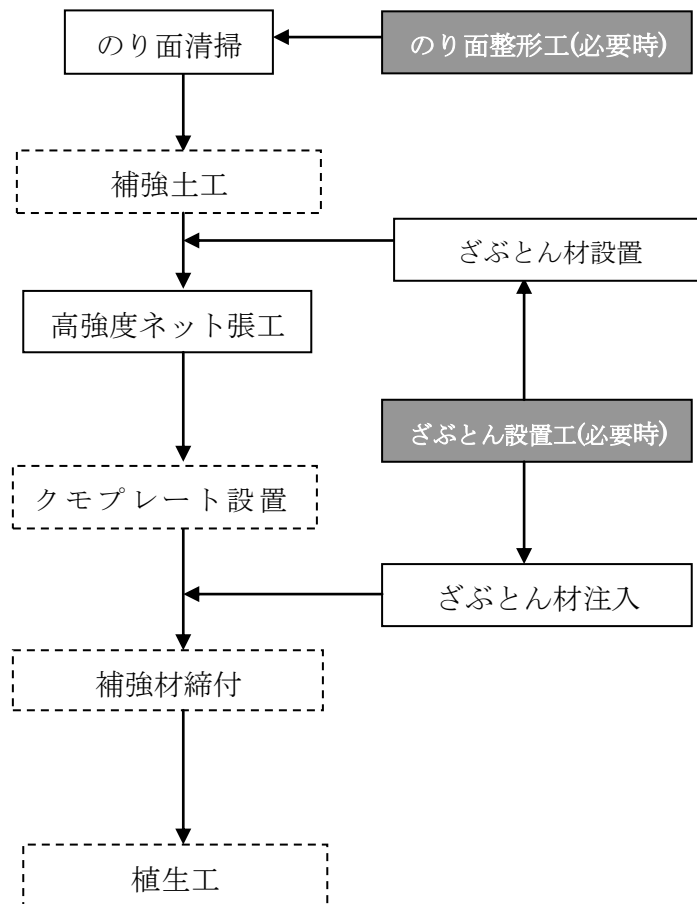 のり面清掃
のり面整形工(必要時)
補強土工
ざぶとん材設置
高強度ネット張工
ざぶとん設置工(必要時)
クモプレート設置
ざぶとん材注入
補強材締付
植生工